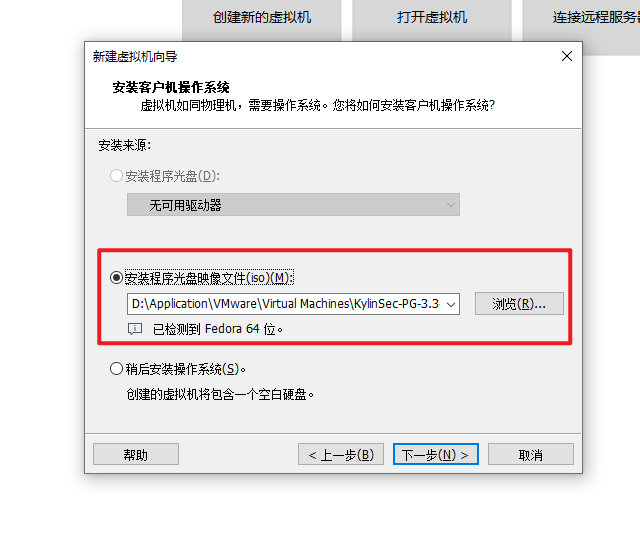 创建新的虚拟机
打开虚拟机
连接远程服务器
新建虚拟机向导
安装客户机操作系统
虚拟机如同物理机，需要操作系统。您将如何安装客户机操作系统?
安装来源:
安装程序光盘(D):
无可用驱动器
安装程序光盘映像文件(iso)(M):
D:\Application\VMware\Virtual Machines\KylinSec-PG-3.3
浏览(R)...
已检测到 Fedora 64 位。
稍后安装操作系统(S)。
创建的虚拟机将包含一个空白硬盘。
帮助
< 上一步(B)
下一步(N) >
取消